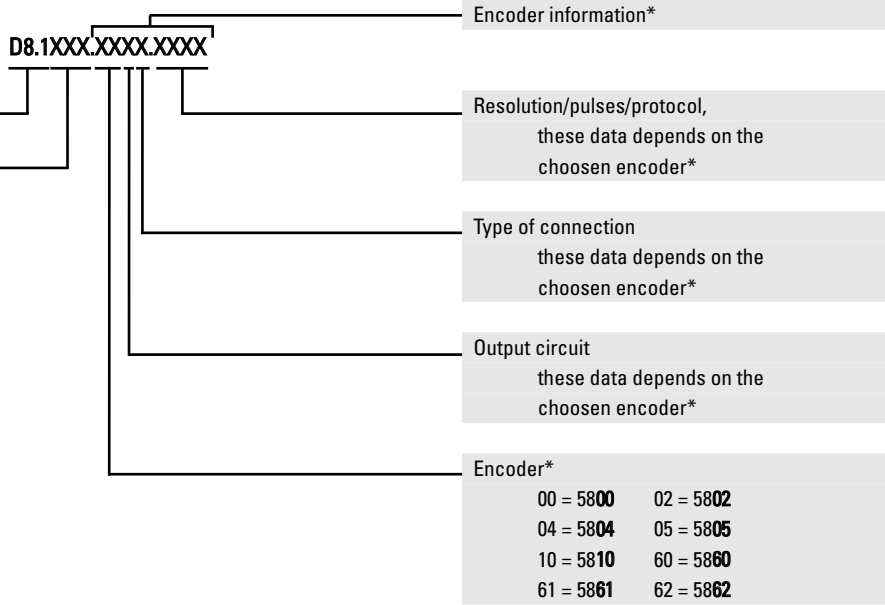 Encoder information*
D8.1XXX.XXXX.XXXX
Resolution/pulses/protocol,
these data depends on the
choosen encoder*
Type of connection
these data depends on the
choosen encoder*
Output circuit
these data depends on the
choosen encoder*
Encoder*
00 = 5800 02 = 5802
04 = 5804 05 = 5805
10 = 5810 60 = 5860
61 = 5861 62 = 5862